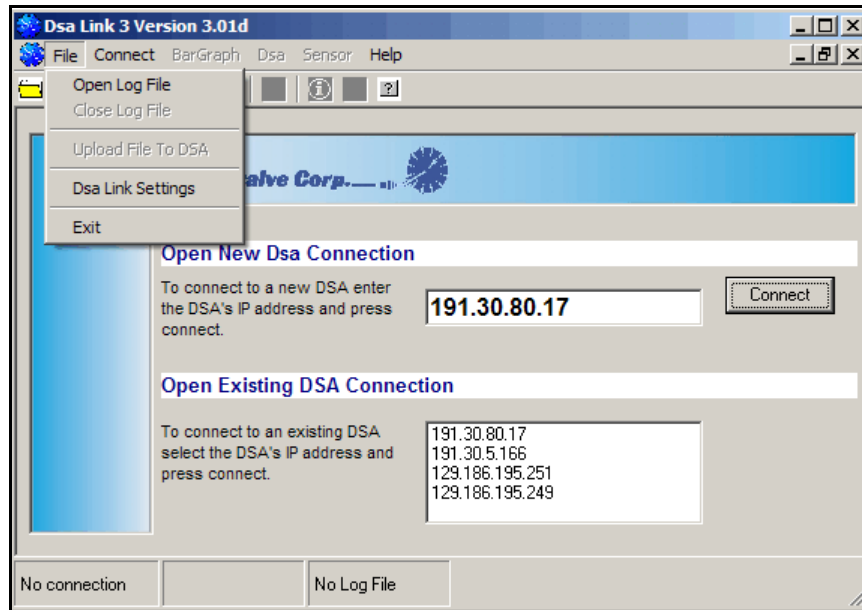 Dsa Link 3 Version 3.01d
File Connect BarGraph Dsa Sensor Help
Open Log File
Close Log File
Upload File To DSA
Dsa Link Settings
Exit
Corp.
Open New Dsa Connection
To connect to a new DSA enter
the DSA's IP address and press
connect.
191.30.80.17
Connect
Open Existing DSA Connection
To connect to an existing DSA
select the DSA's IP address and
press connect.
191.30.80.17
191.30.5.166
129.186.195.251
129.186.195.249
No connection
No Log File